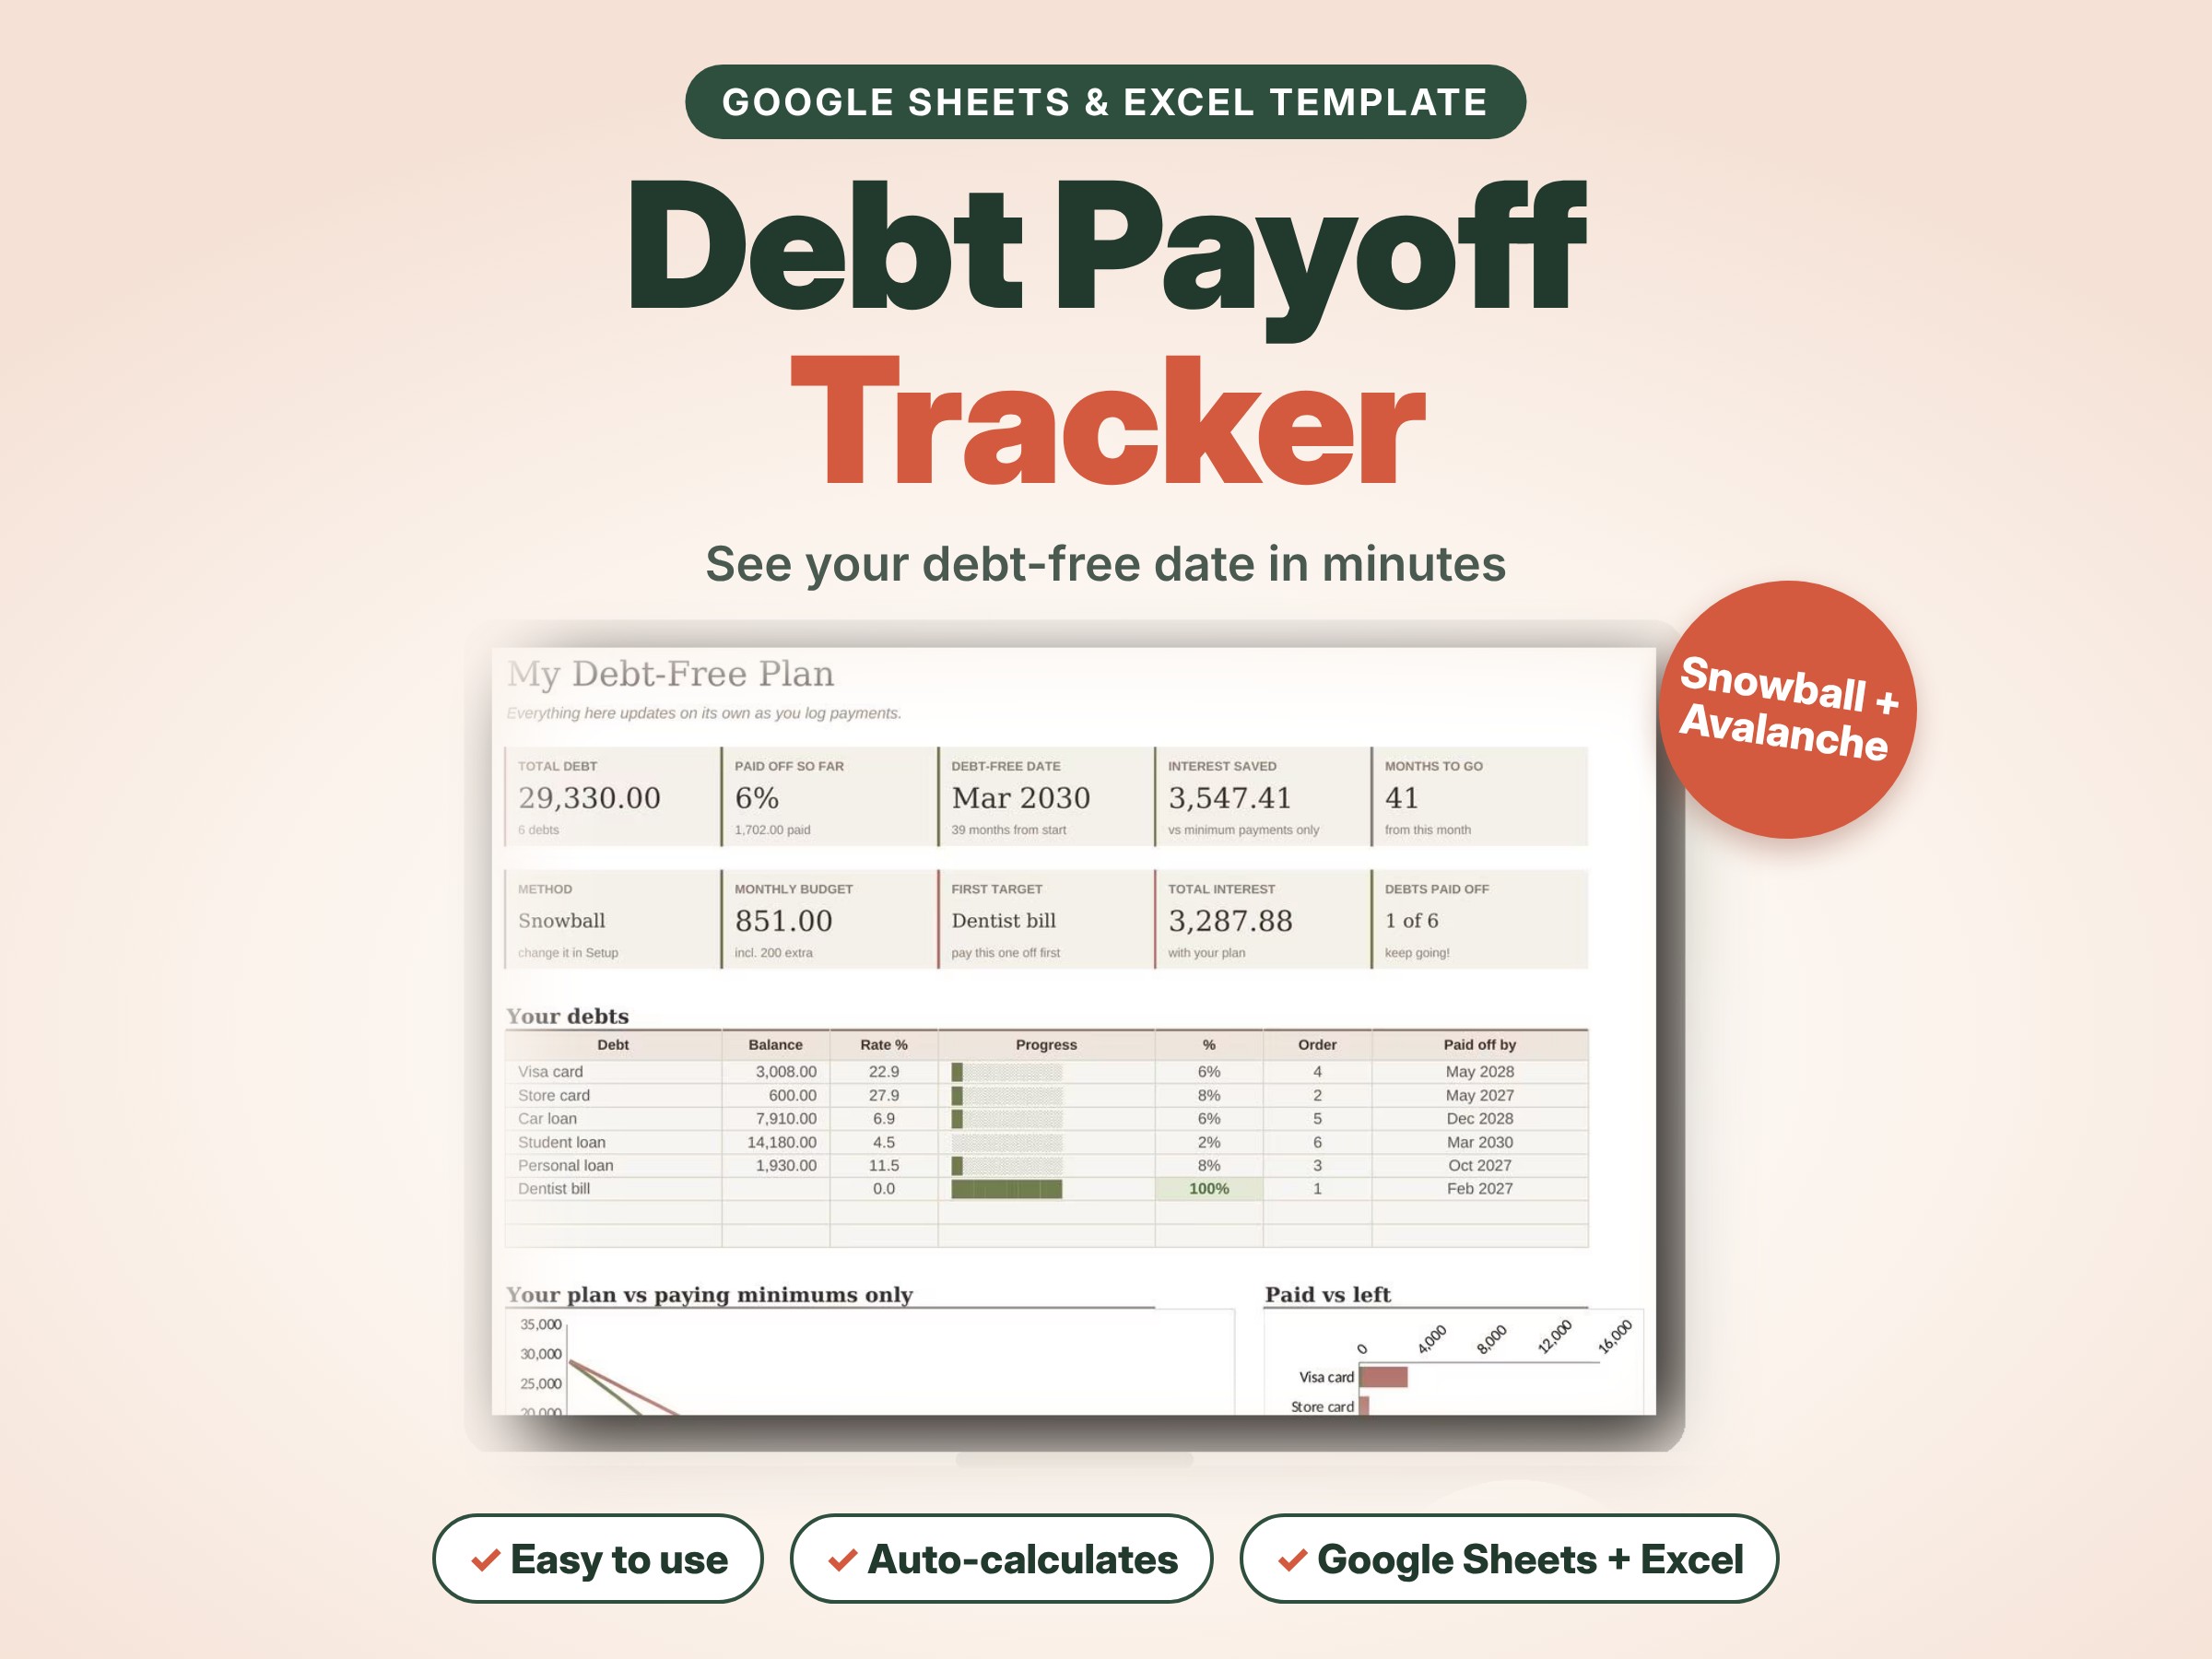 GOOGLE SHEETS & EXCEL TEMPLATE
Debt Payoff
Tracker
See your debt-free date in minutes
Snowball +
Avalanche
My Debt-Free Plan
Everything here updates on its own as you log payments.
TOTAL DEBT PAID OFF SO FAR DEBT-FREE DATE INTEREST SAVED MONTHS TO GO
29,330.00 6% Mar 2030 3,547.41 41
6 debts 1,702.00 paid 39 months from start vs minimum payments only from this month
METHOD MONTHLY BUDGET FIRST TARGET TOTAL INTEREST DEBTS PAID OFF
Snowball 851.00 Dentist bill 3,287.88 1 of 6
change it in Setup incl. 200 extra pay this one off first with your plan keep going!
Your debts
Debt Balance Rate % Progress % Order Paid off by
Visa card 3,008.00 22.9 6% 4 May 2028
Store card 600.00 27.9 8% 2 May 2027
Car loan 7,910.00 6.9 6% 5 Dec 2028
Student loan 14,180.00 4.5 2% 6 Mar 2030
Personal loan 1,930.00 11.5 8% 3 Oct 2027
Dentist bill 0.0 100% 1 Feb 2027
Your plan vs paying minimums only
35,000
30,000
25,000
20,000
Paid vs left
0 4,000 8,000 12,000 16,000
Visa card
Store card
✓ Easy to use
✓ Auto-calculates
✓ Google Sheets + Excel